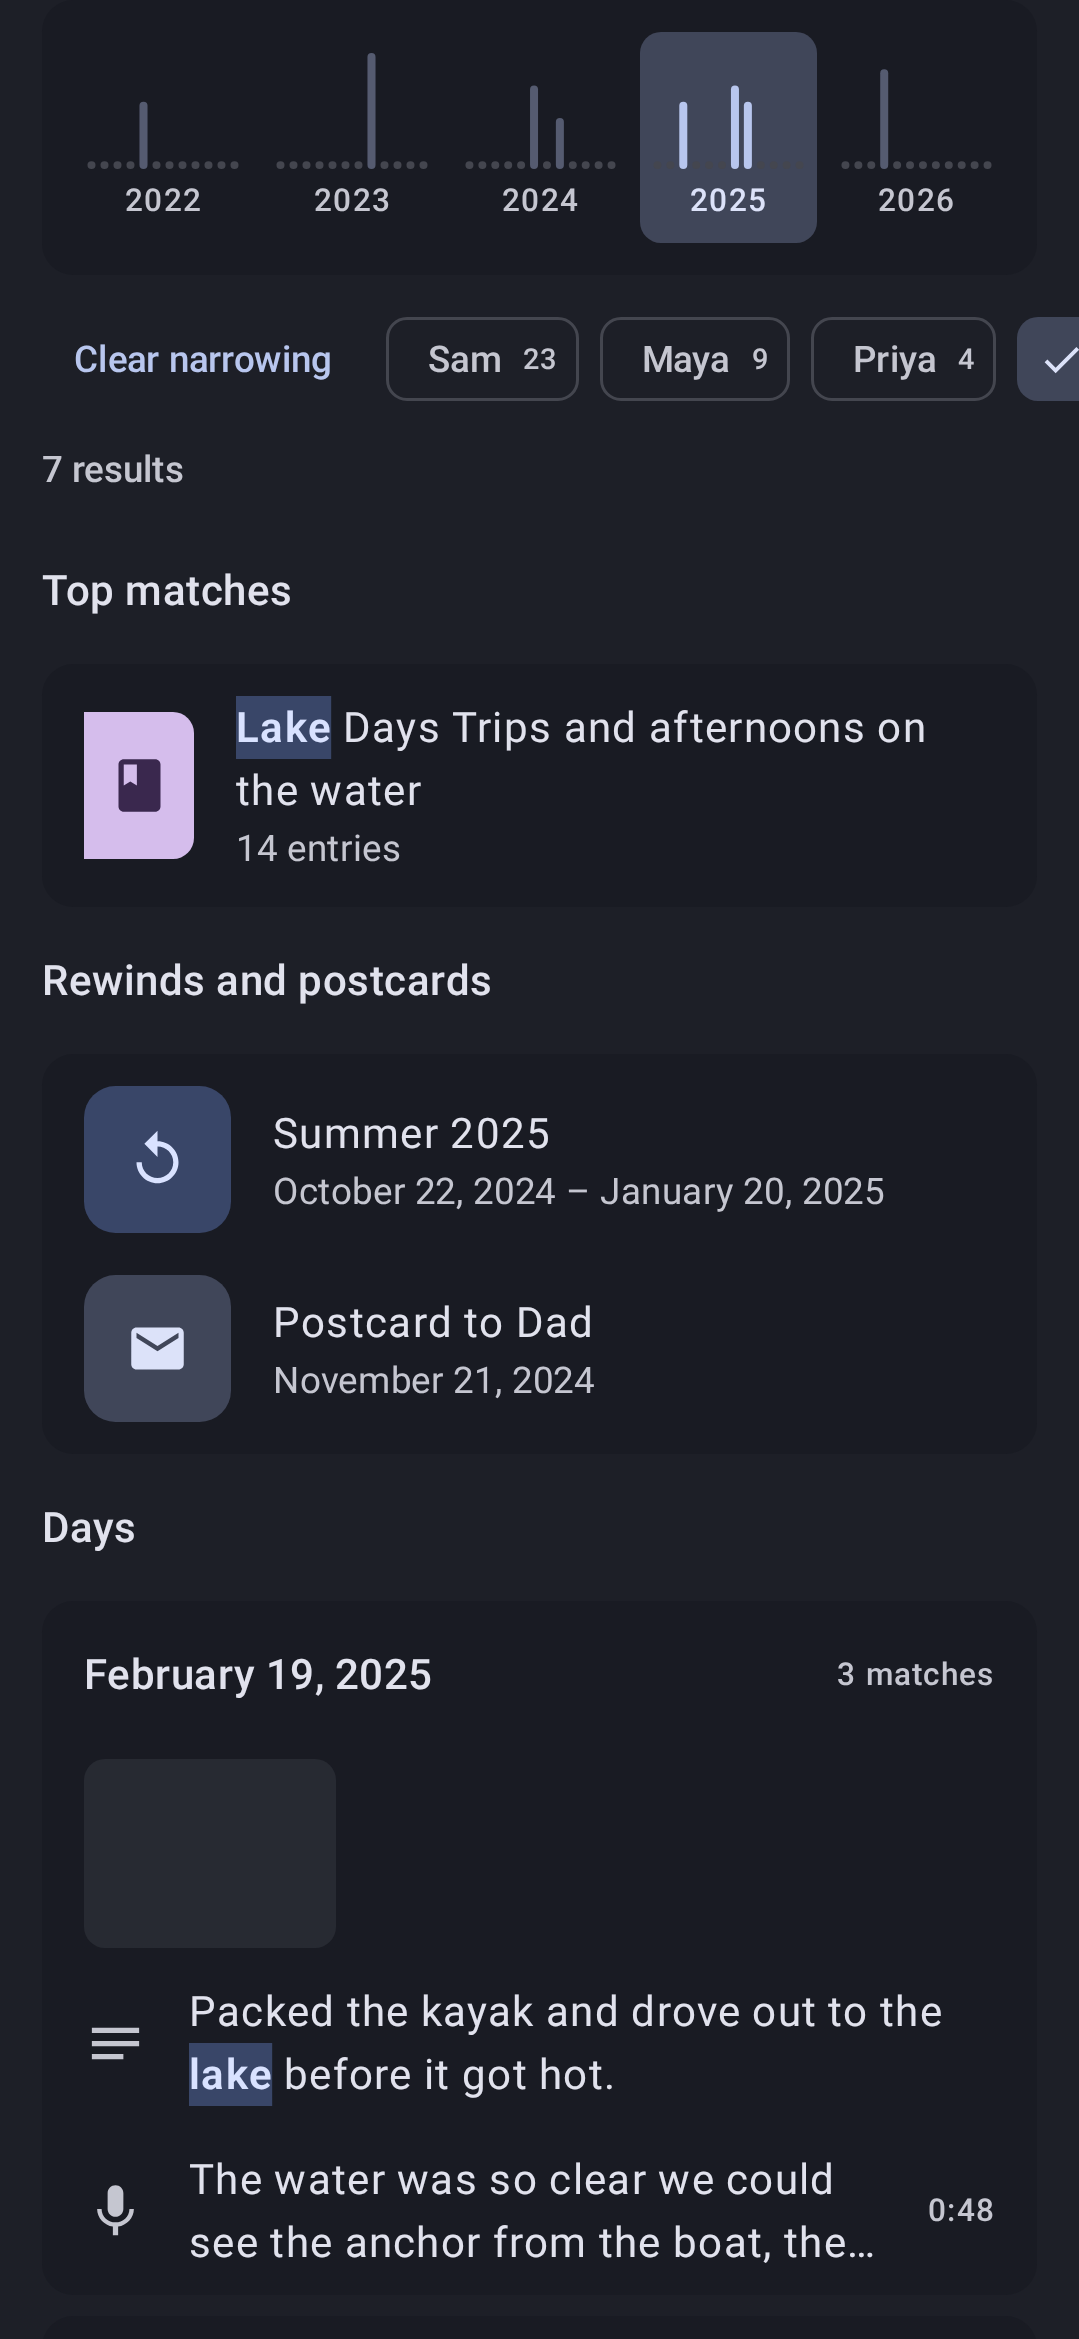 2022
2023
2024
2025
2026
Clear narrowing
Sam 23
Maya 9
Priya 4
7 results
Top matches
Lake Days Trips and afternoons on
the water
14 entries
Rewinds and postcards
Summer 2025
October 22, 2024 – January 20, 2025
Postcard to Dad
November 21, 2024
Days
February 19, 2025
3 matches
Packed the kayak and drove out to the
lake before it got hot.
The water was so clear we could
see the anchor from the boat, the…
0:48